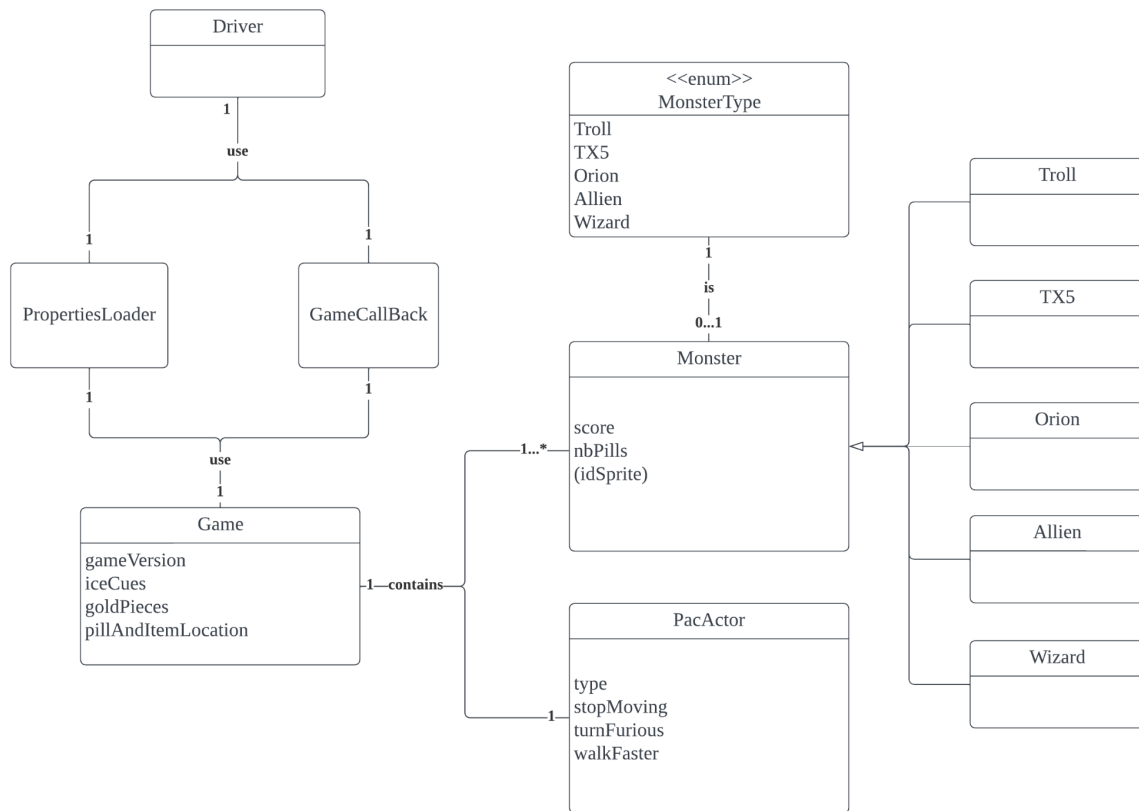 Driver
1
use
1
1
PropertiesLoader
GameCallBack
1
1
use
1
Game
gameVersion
iceCues
goldPieces
pillAndItemLocation
1
contains
1...*
1
<<enum>>
MonsterType
Troll
TX5
Orion
Allien
Wizard
1
is
0...1
Monster
score
nbPills
(idSprite)
PacActor
type
stopMoving
turnFurious
walkFaster
Troll
TX5
Orion
Allien
Wizard